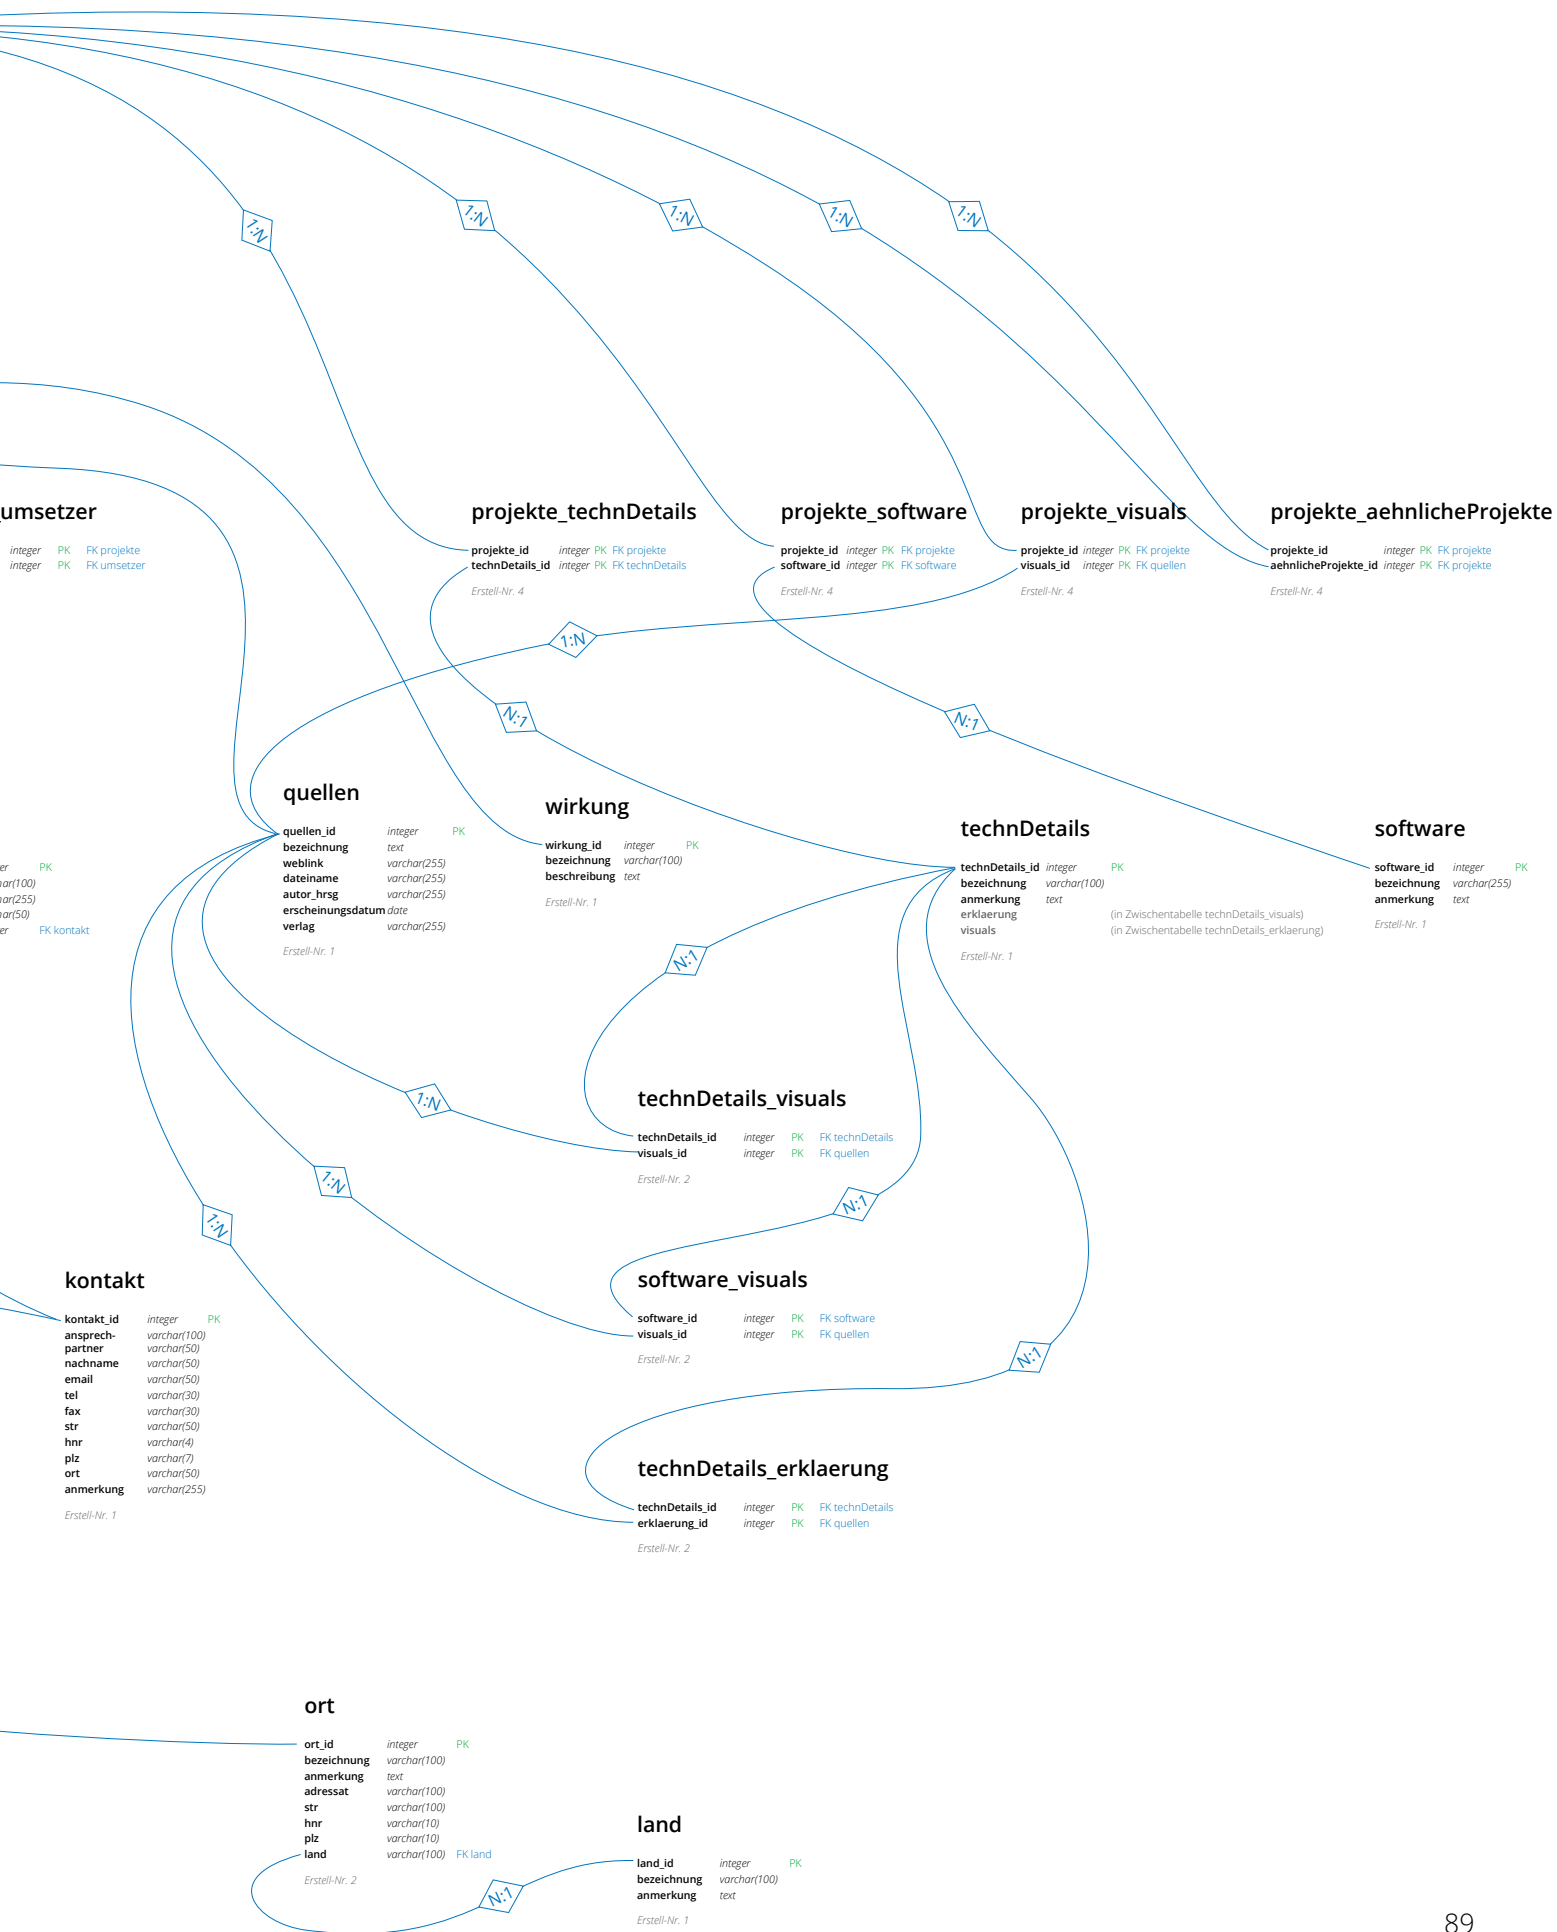 1:N
1:N
1:N
1:N
1:N
_umsetzer
integer PK FK projekte
integer PK FK umsetzer
projekte_technDetails
projekte_id integer PK FK projekte
technDetails_id integer PK FK technDetails
Erstell-Nr. 4
projekte_software
projekte_id integer PK FK projekte
software_id integer PK FK software
Erstell-Nr. 4
projekte_visuals
projekte_id integer PK FK projekte
visuals_id integer PK FK quellen
Erstell-Nr. 4
projekte_aehnlicheProjekte
projekte_id integer PK FK projekte
aehnlicheProjekte_id integer PK FK projekte
Erstell-Nr. 4
1:N
N:1
N:1
er PK
nar(100)
nar(255)
nar(50)
er FK kontakt
quellen
quellen_id integer PK
bezeichnung text
weblink varchar(255)
dateiname varchar(255)
autor_hrsg varchar(255)
erscheinungsdatum date
verlag varchar(255)
Erstell-Nr. 1
wirkung
wirkung_id integer PK
bezeichnung varchar(100)
beschreibung text
Erstell-Nr. 1
technDetails
technDetails_id integer PK
bezeichnung varchar(100)
anmerkung text
erklaerung (in Zwischentabelle technDetails_visuals)
visuals (in Zwischentabelle technDetails_erklaerung)
Erstell-Nr. 1
software
software_id integer PK
bezeichnung varchar(255)
anmerkung text
Erstell-Nr. 1
N:1
1:N
technDetails_visuals
technDetails_id integer PK FK technDetails
visuals_id integer PK FK quellen
Erstell-Nr. 2
1:N
N:1
1:N
kontakt
kontakt_id integer PK
ansprech- varchar(100)
partner varchar(50)
nachname varchar(50)
email varchar(50)
tel varchar(30)
fax varchar(30)
str varchar(50)
hnr varchar(4)
plz varchar(7)
ort varchar(50)
anmerkung varchar(255)
Erstell-Nr. 1
software_visuals
software_id integer PK FK software
visuals_id integer PK FK quellen
Erstell-Nr. 2
N:1
technDetails_erklaerung
technDetails_id integer PK FK technDetails
erklaerung_id integer PK FK quellen
Erstell-Nr. 2
ort
ort_id integer PK
bezeichnung varchar(100)
anmerkung text
adressat varchar(100)
str varchar(100)
hnr varchar(10)
plz varchar(10)
land varchar(100) FK land
Erstell-Nr. 2
N:1
land
land_id integer PK
bezeichnung varchar(100)
anmerkung text
Erstell-Nr. 1
89